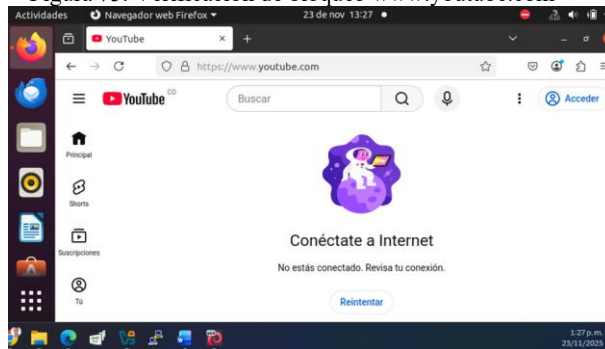 Actividades Navegador web Firefox 23 de nov 13:27
YouTube
https://www.youtube.com
YouTube CO
Buscar
Acceder
Principal
Shorts
Suscripciones
Tú
Conéctate a Internet
No estás conectado. Revisa tu conexión.
Reintentar
1:27 p.m.
23/11/2025